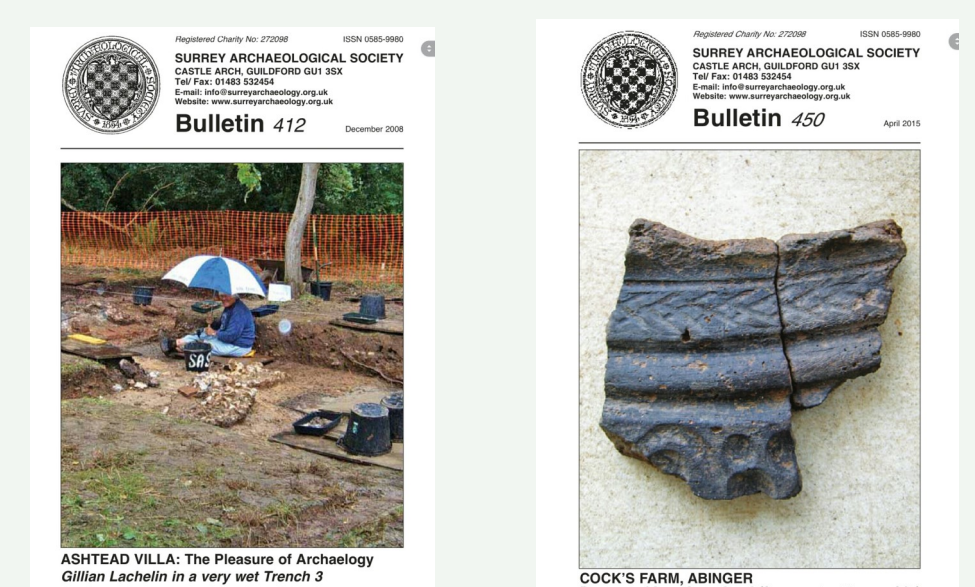 Registered Charity No: 272098 ISSN 0585-9980
SURREY ARCHAEOLOGICAL SOCIETY
CASTLE ARCH, GUILDFORD GU1 3SX
Tel/ Fax: 01483 532454
E-mail: info@surreyarchaeology.org.uk
Website: www.surreyarchaeology.org.uk
Bulletin 412 December 2008
SAS
ASHTEAD VILLA: The Pleasure of Archaelogy
Gillian Lachelin in a very wet Trench 3
Registered Charity No: 272098 ISSN 0585-9980
SURREY ARCHAEOLOGICAL SOCIETY
CASTLE ARCH, GUILDFORD GU1 3SX
Tel/ Fax: 01483 532454
E-mail: info@surreyarchaeology.org.uk
Website: www.surreyarchaeology.org.uk
Bulletin 450 April 2015
COCK'S FARM, ABINGER